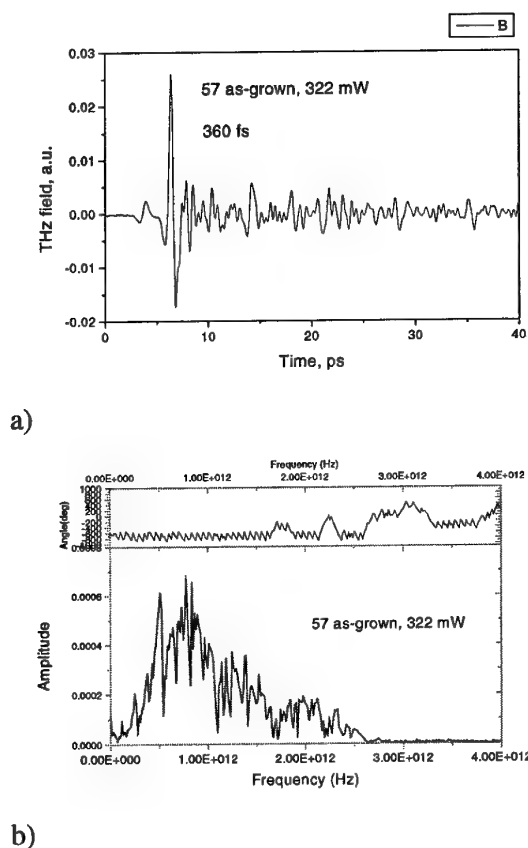 B
0.03
57 as-grown, 322 mW
0.02
360 fs
0.01
0.00
-0.01
-0.02
THz field, a.u.
0 10 20 30 40
Time, ps
a)
Frequency (Hz)
0.00E+000 1.00E+012 2.00E+012 3.00E+012 4.00E+012
1000
Angle(deg)
0.0006
57 as-grown, 322 mW
0.0004
Amplitude
0.0002
0.0000
0.00E+000 1.00E+012 2.00E+012 3.00E+012 4.00E+012
Frequency (Hz)
b)